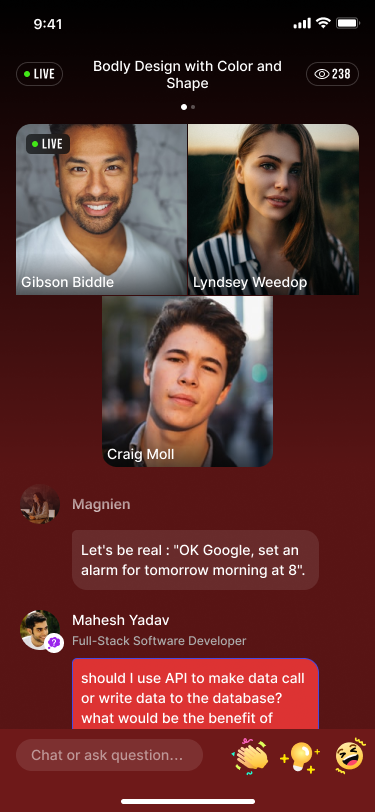 9:41
LIVE
Bodly Design with Color and
Shape
238
LIVE
Gibson Biddle
Lyndsey Weedop
Craig Moll
Magnien
Let's be real : "OK Google, set an
alarm for tomorrow morning at 8".
Mahesh Yadav
?
Full-Stack Software Developer
should I use API to make data call
or write data to the database?
what would be the benefit of
Chat or ask question...